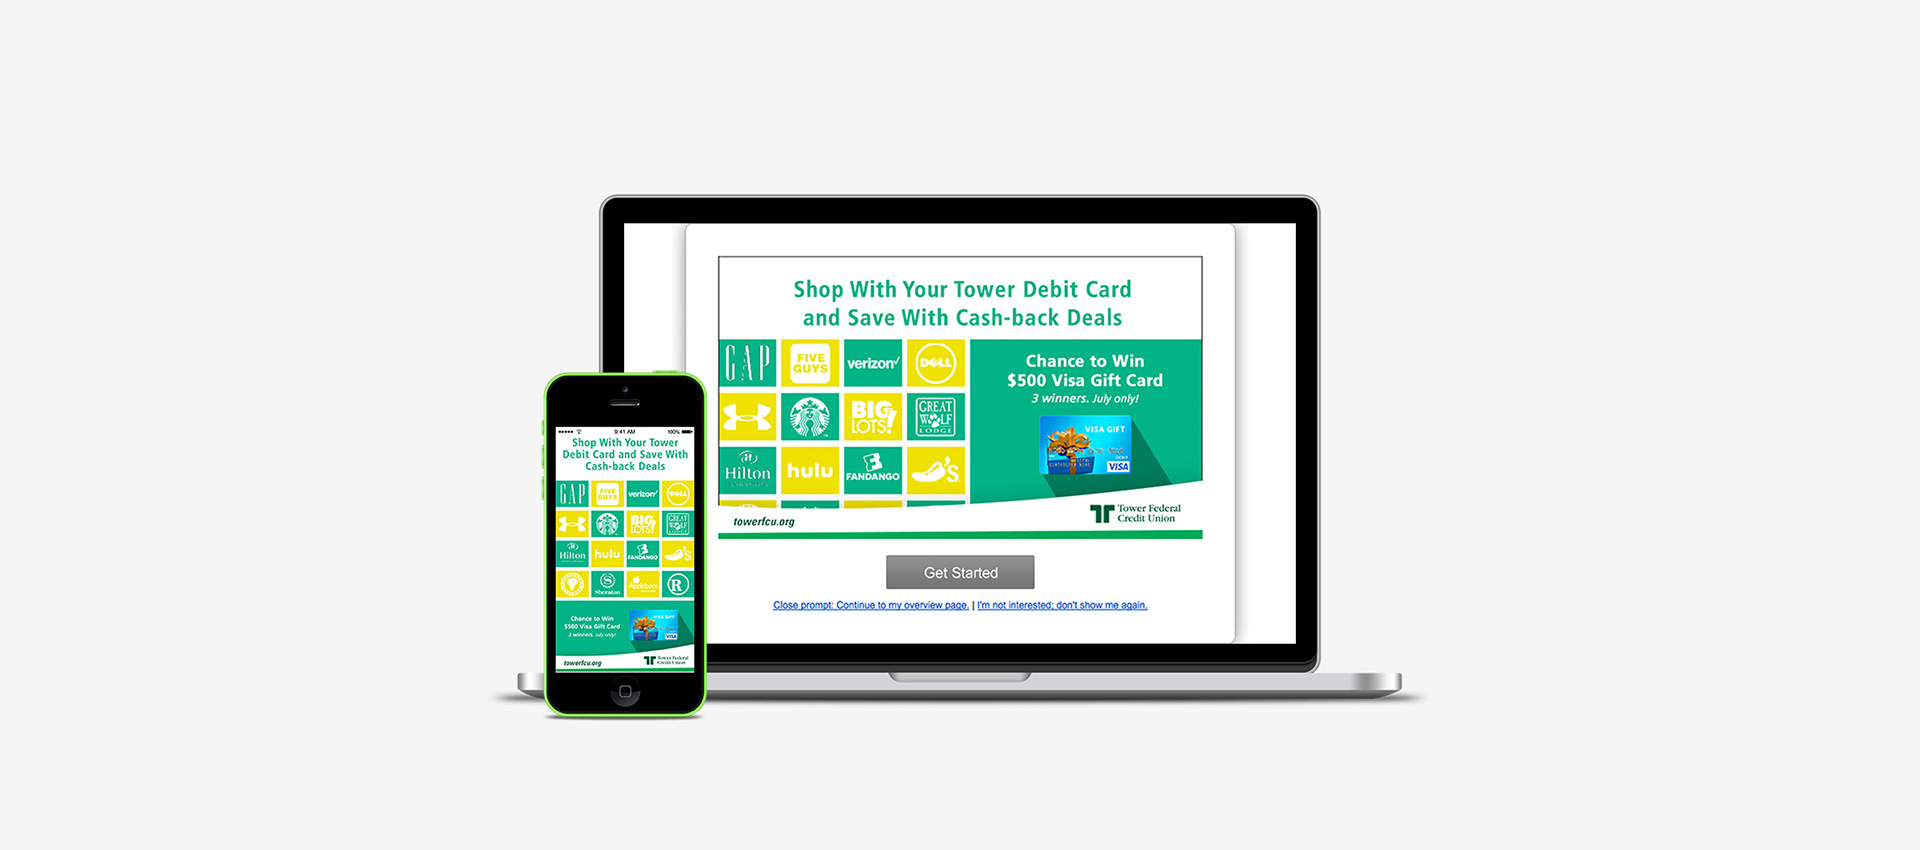 Shop With Your Tower Debit Card
and Save With Cash-back Deals
GAP
FIVE
GUYS
verizon
DELL
BIG
LOTS!
GREAT
WOLF
LODGE
Hilton
hulu
FANDANGO
'S
Chance to Win
$500 Visa Gift Card
3 winners. July only!
VISA GIFT
DEBIT
VISA
towerfcu.org
Tower Federal
Credit Union
Get Started
Close prompt: Continue to my overview page. | I'm not interested; don't show me again.
9:41 AM
100%
Shop With Your Tower
Debit Card and Save With
Cash-back Deals
GAP
FIVE
GUYS
verizon
DELL
BIG
LOTS!
GREAT
WOLF
LODGE
Hilton
hulu
FANDANGO
'S
S
Sheraton
Applebee's
R
Chance to Win
$500 Visa Gift Card
3 winners. July only!
VISA GIFT
VISA
towerfcu.org
Tower Federal
Credit Union